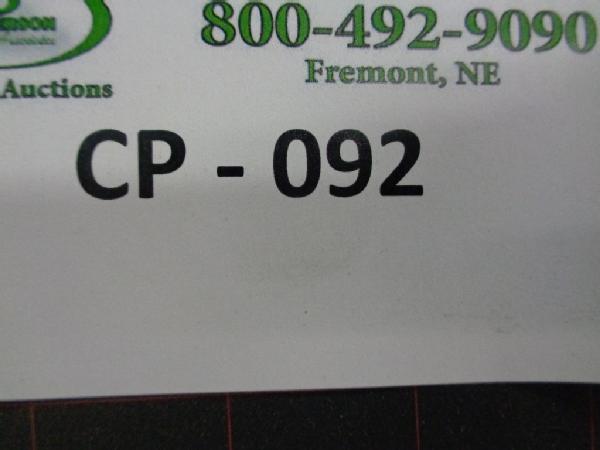 800-492-9090
Fremont, NE
Auctions
CP - 092